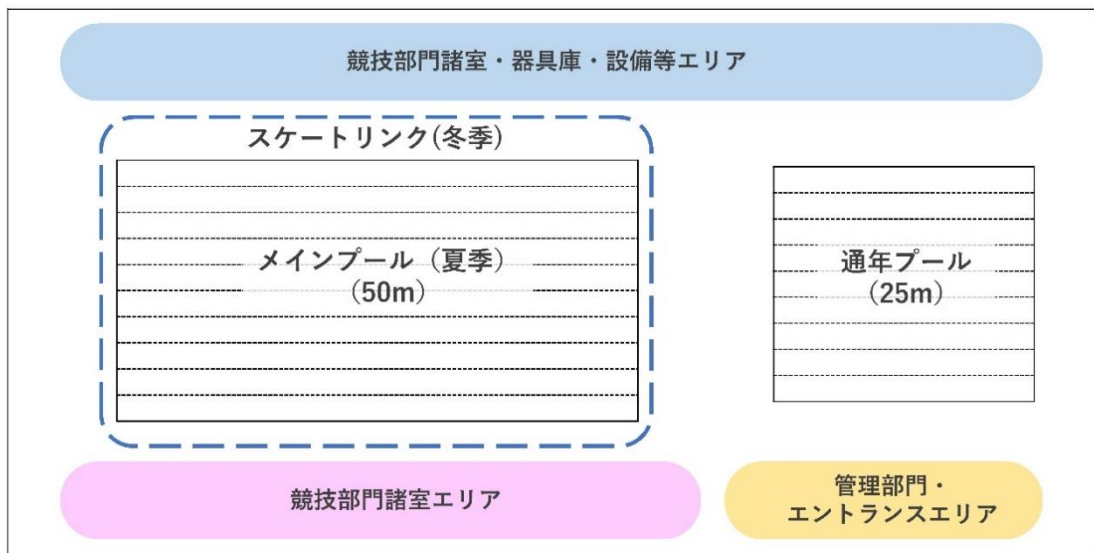 競技部門諸室・器具庫・設備等エリア
スケートリンク(冬季)
メインプール（夏季）
（50m）
通年プール
（25m）
競技部門諸室エリア
管理部門・
エントランスエリア